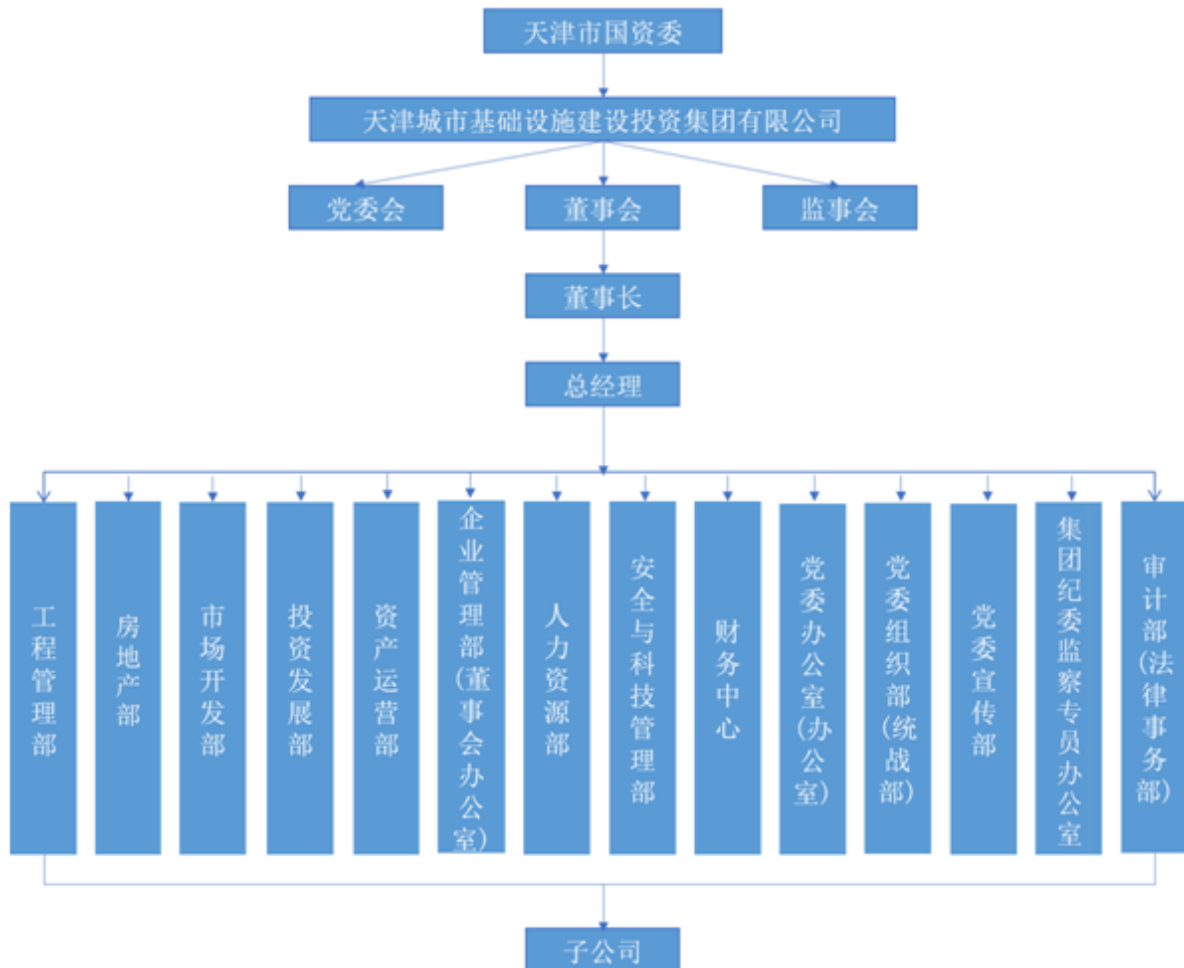 天津市国资委
天津城市基础设施建设投资集团有限公司
党委会
董事会
监事会
董事长
总经理
工程管理部
房地产部
市场开发部
投资发展部
资产运营部
企业管理部(董事会办公室)
人力资源部
安全与科技管理部
财务中心
党委办公室(办公室)
党委组织部(统战部)
党委宣传部
集团纪委监察专员办公室
审计部(法律事务部)
子公司